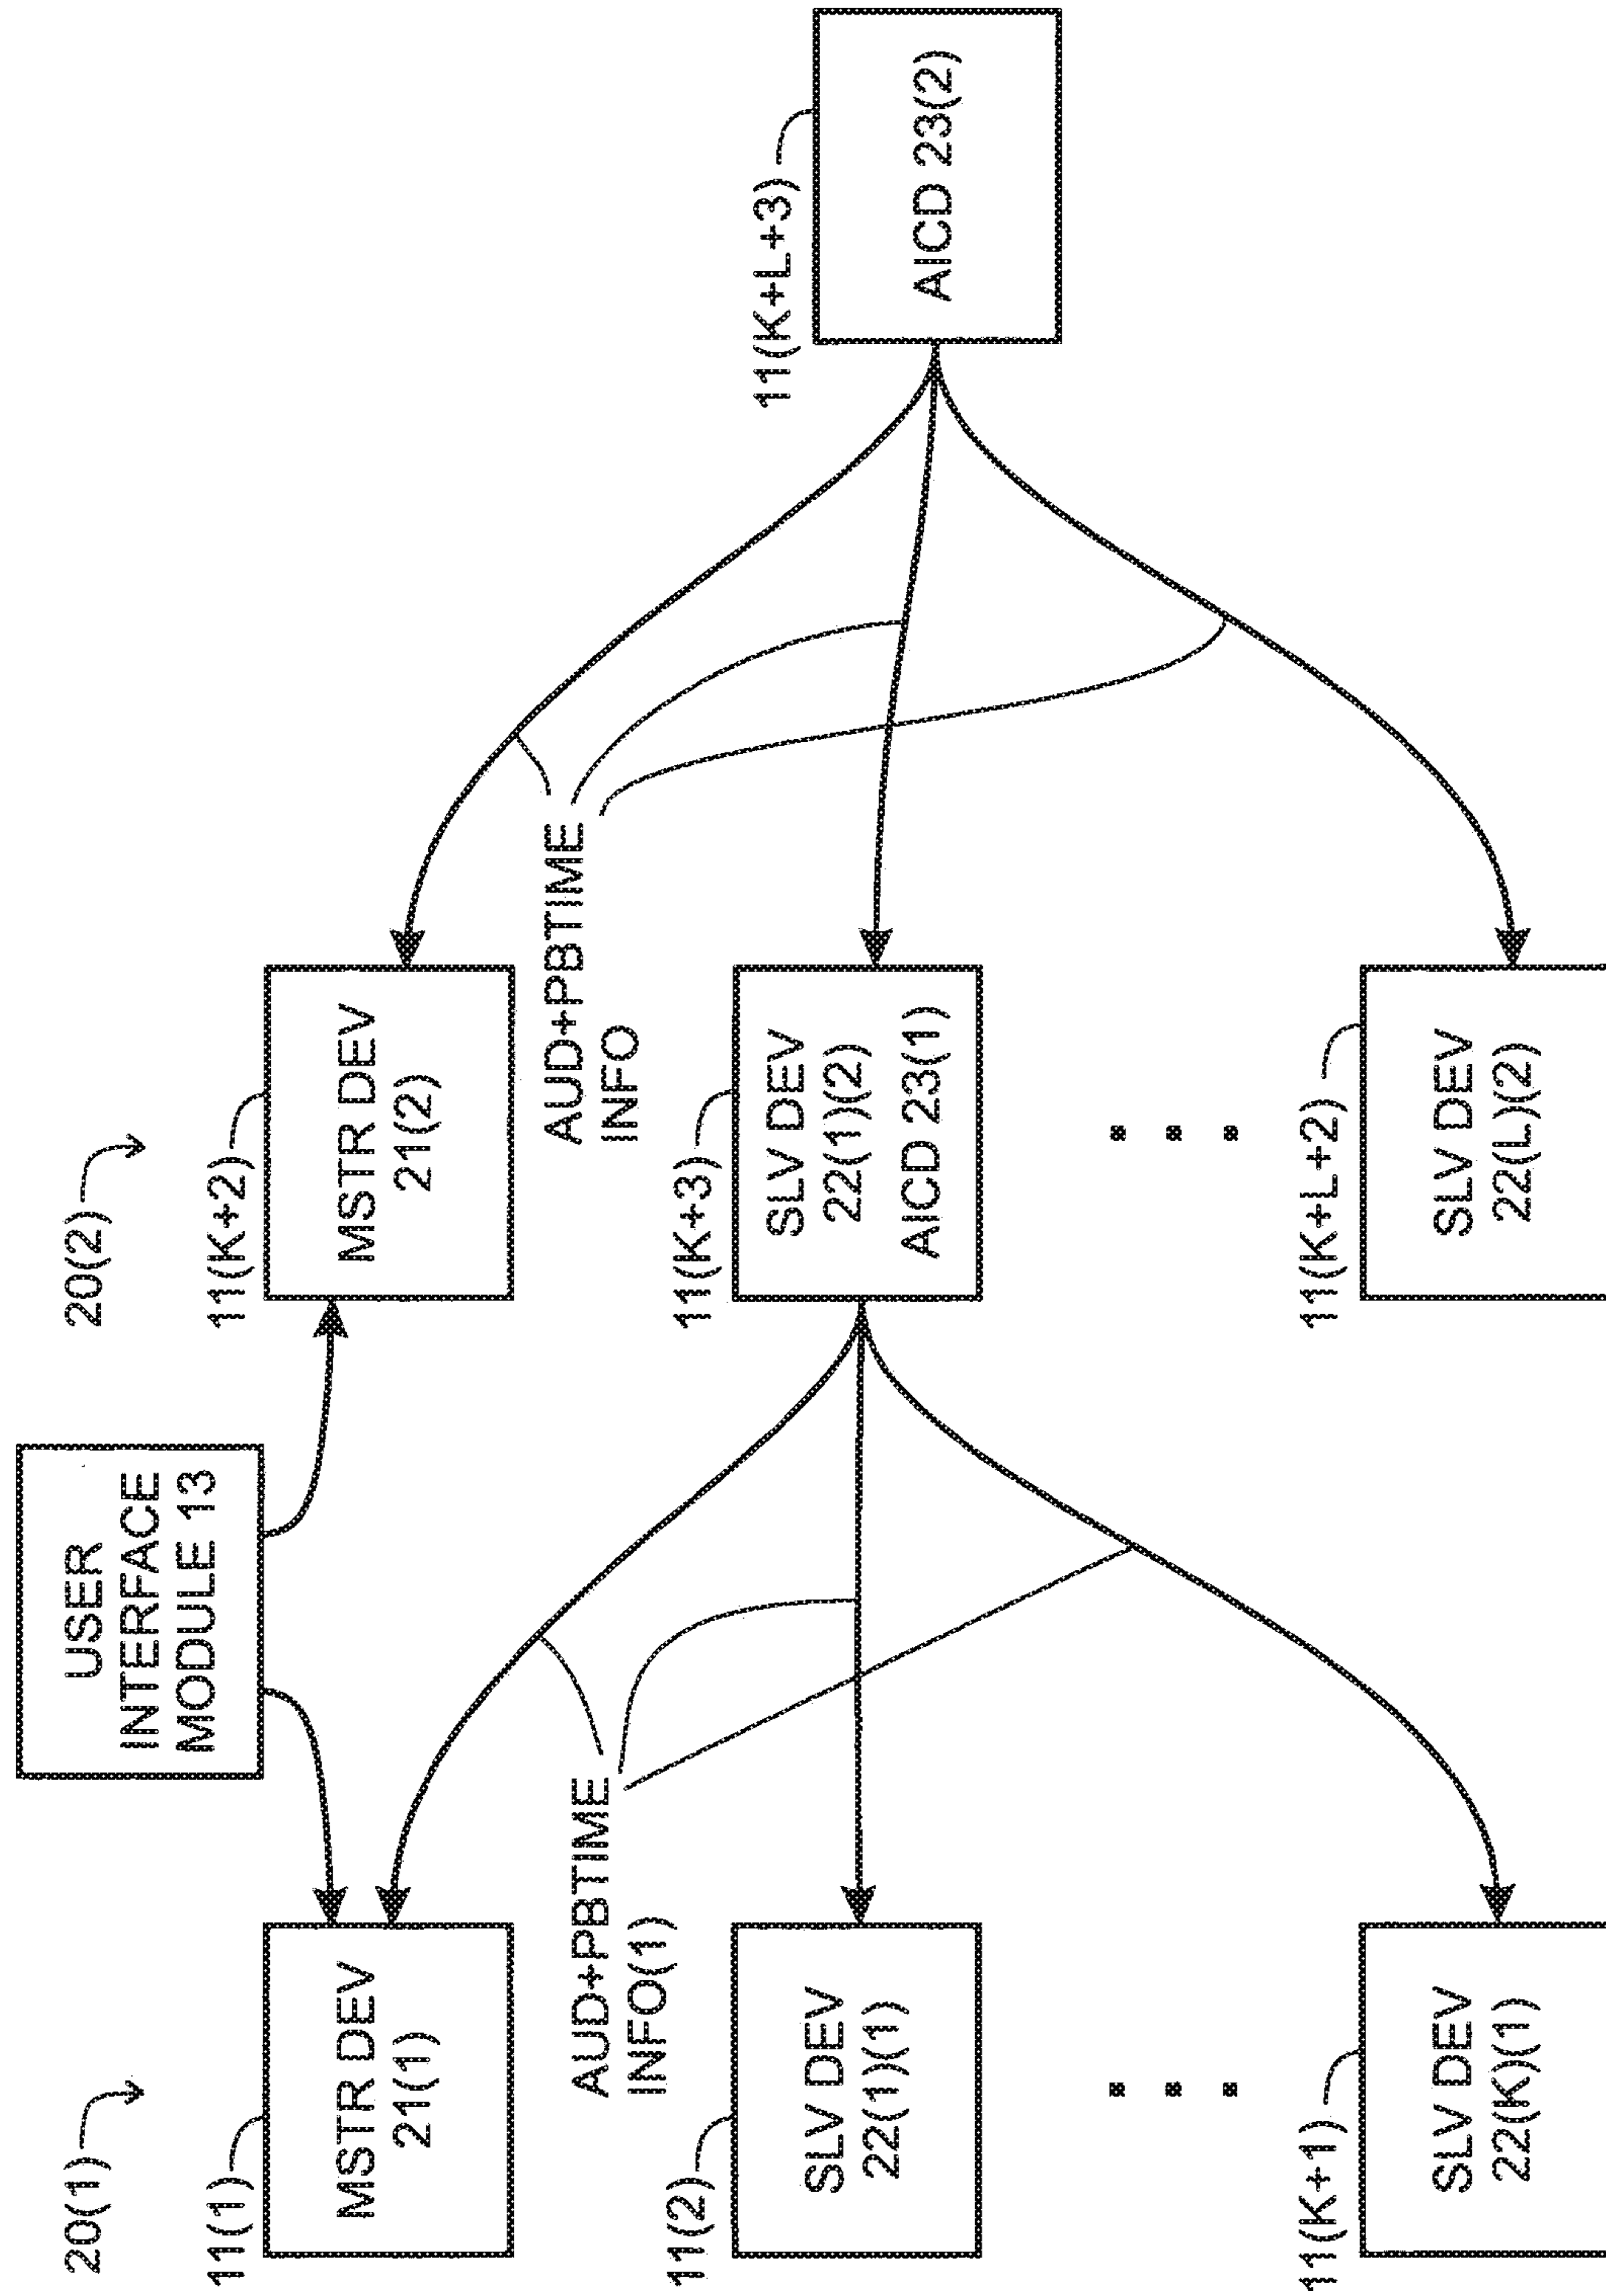 20(1)
11(1)
MSTR DEV
21(1)
11(2)
SLV DEV
22(1)(1)
11(K+1)
SLV DEV
22(K)(1)
AUD+PBTIME
INFO(1)
USER
INTERFACE
MODULE 13
20(2)
11(K+2)
MSTR DEV
21(2)
11(K+3)
SLV DEV
22(1)(2)
AICD 23(1)
11(K+L+2)
SLV DEV
22(L)(2)
AUD+PBTIME
INFO
11(K+L+3)
AICD 23(2)